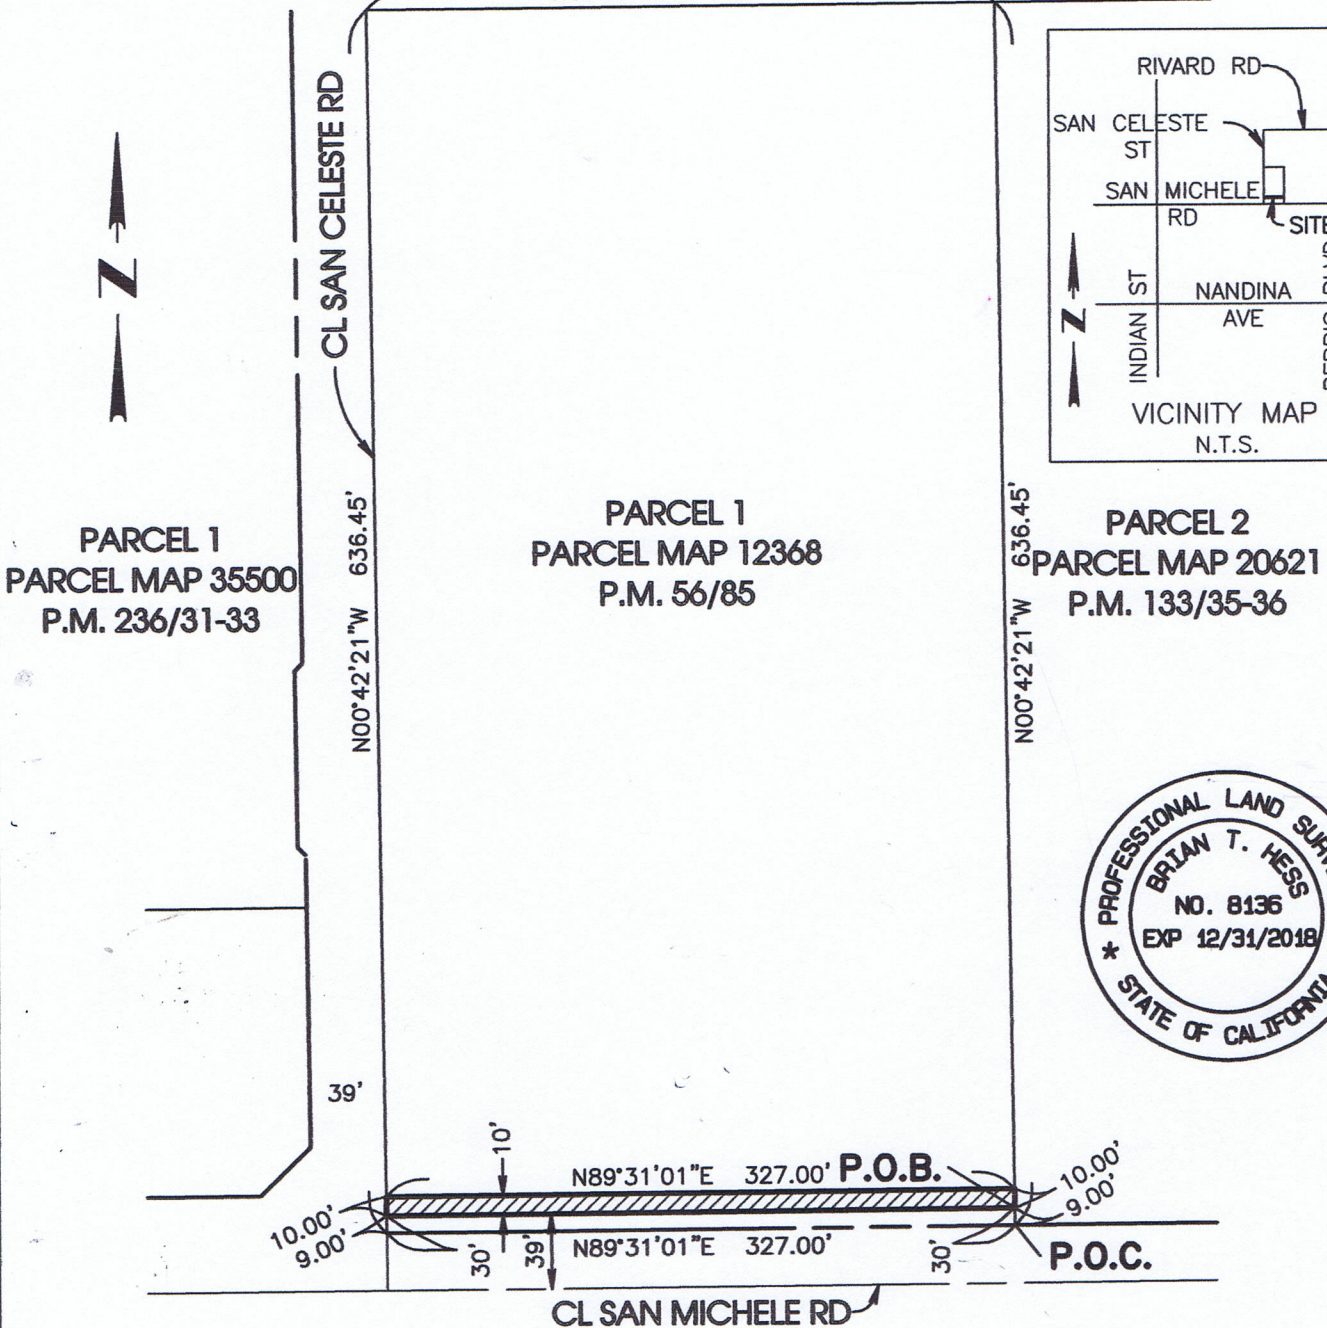 CL SAN CELESTE RD
RIVARD RD
SAN CELESTE
ST
SAN MICHELE
RD
SITE
INDIAN ST
NANDINA
AVE
VICINITY MAP
N.T.S.
Z
Z
PARCEL 1
PARCEL MAP 35500
P.M. 236/31-33
N00°42'21"W 636.45'
PARCEL 1
PARCEL MAP 12368
P.M. 56/85
N00°42'21"W 636.45'
PARCEL 2
PARCEL MAP 20621
P.M. 133/35-36
PROFESSIONAL LAND
BRIAN T. HESS
NO. 8136
EXP 12/31/2018
* STATE OF CALIFORNIA
39'
10'
N89°31'01"E 327.00' P.O.B.
10.00'
9.00'
10.00'
9.00'
30'
39'
N89°31'01"E 327.00'
30'
P.O.C.
CL SAN MICHELE RD